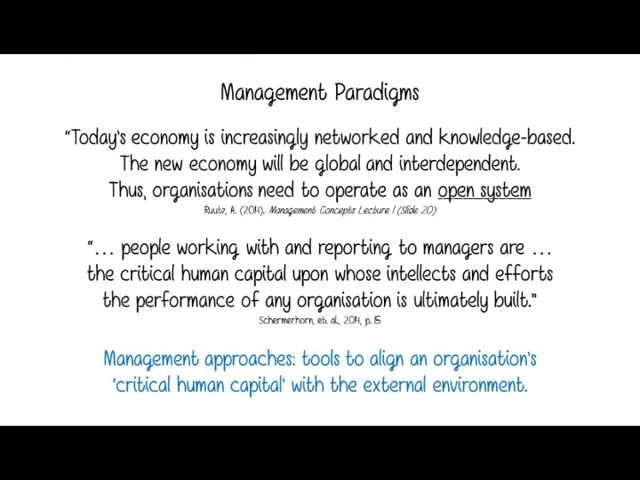 Management Paradigms
“Today's economy is increasingly networked and knowledge-based.
The new economy will be global and interdependent.
Thus, organisations need to operate as an open system
Ruutz, A. (2014). Management Concepts Lecture 1 (Slide 20)
“... people working with and reporting to managers are ...
the critical human capital upon whose intellects and efforts
the performance of any organisation is ultimately built.”
Schermerhorn, et. al., 2014, p. 15
Management approaches: tools to align an organisation's
'critical human capital' with the external environment.